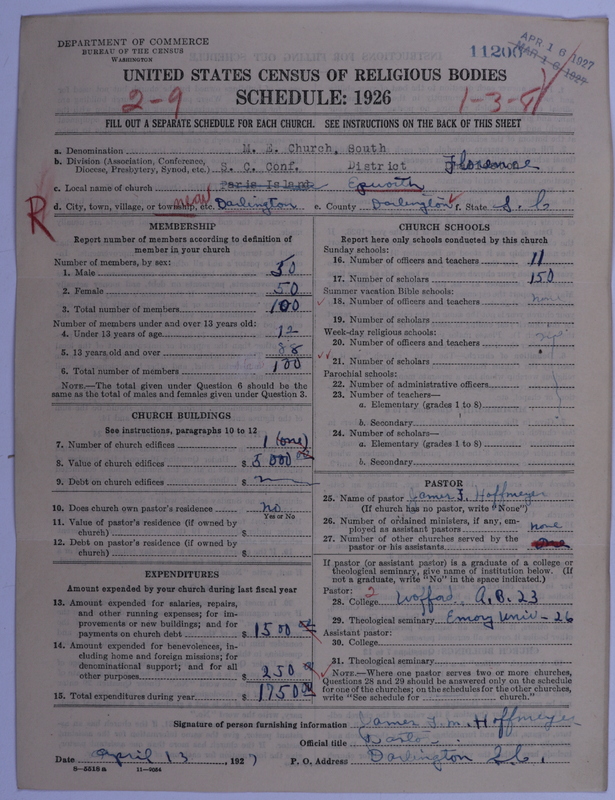 DEPARTMENT OF COMMERCE
BUREAU OF THE CENSUS
WASHINGTON
11200
APR 16 1927
MAR 16 1927
UNITED STATES CENSUS OF RELIGIOUS BODIES
SCHEDULE: 1926
2-9
1-3-
FILL OUT A SEPARATE SCHEDULE FOR EACH CHURCH. SEE INSTRUCTIONS ON THE BACK OF THIS SHEET
a. Denomination M. E. Church, South
b. Division (Association, Conference, Diocese, Presbytery, Synod, etc.) S. C. Conf. District Florence
c. Local name of church Paris Island Epworth
R
d. City, town, village, or township, etc. near Darlington e. County Darlington f. State S. C
MEMBERSHIP
Report number of members according to definition of
member in your church
Number of members, by sex:
1. Male 50
2. Female 50
3. Total number of members 100
Number of members under and over 13 years old:
4. Under 13 years of age 12
5. 13 years old and over 88
6. Total number of members 100
NOTE.—The total given under Question 6 should be the
same as the total of males and females given under Question 3.
CHURCH BUILDINGS
See instructions, paragraphs 10 to 12
7. Number of church edifices 1 (one)
8. Value of church edifices $ 5000
9. Debt on church edifices $
10. Does church own pastor's residence? No
Yes or No
11. Value of pastor's residence (if owned by
church) $
12. Debt on pastor's residence (if owned by
church) $
EXPENDITURES
Amount expended by your church during last fiscal year
13. Amount expended for salaries, repairs,
and other running expenses; for im-
provements or new buildings; and for
payments on church debt $ 1500
14. Amount expended for benevolences, in-
cluding home and foreign missions; for
denominational support; and for all
other purposes $ 250
15. Total expenditures during year $ 1750
CHURCH SCHOOLS
Report here only schools conducted by this church
Sunday schools:
16. Number of officers and teachers 11
17. Number of scholars 150
Summer vacation Bible schools:
18. Number of officers and teachers none
19. Number of scholars
Week-day religious schools:
20. Number of officers and teachers
21. Number of scholars
Parochial schools:
22. Number of administrative officers
23. Number of teachers—
a. Elementary (grades 1 to 8)
b. Secondary
24. Number of scholars—
a. Elementary (grades 1 to 8)
b. Secondary
PASTOR
25. Name of pastor James J. Hoffmeyer
(If church has no pastor, write "None")
26. Number of ordained ministers, if any, em-
ployed as assistant pastors none
27. Number of other churches served by the
pastor or his assistants
If pastor (or assistant pastor) is a graduate of a college or
theological seminary, give name of institution below. (If
not a graduate, write "No" in the space indicated.)
Pastor: 2
28. College Wofford A.B. 23
29. Theological seminary Emory Univ - 26
Assistant pastor:
30. College
31. Theological seminary
NOTE.—Where one pastor serves two or more churches,
Questions 28 and 29 should be answered only on the schedule
for one of the churches; on the schedules for the other churches,
write "See schedule for church."
Signature of person furnishing information James F. M. Hoffmeyer
Official title Pastor
Date April 13, 1927 P. O. Address Darlington S.C.
8—5518a 11—9064